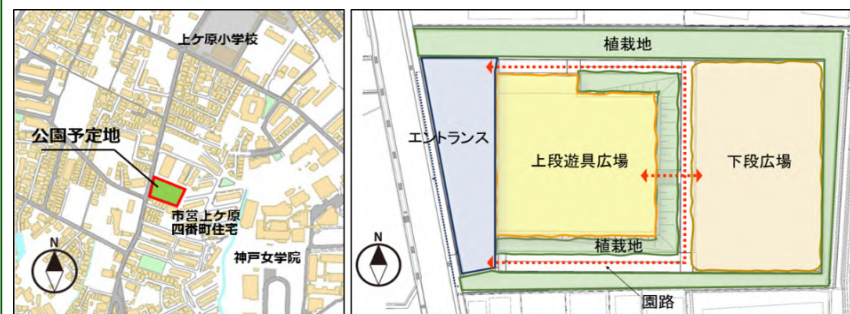 上ケ原小学校
公園予定地
市営上ケ原
四番町住宅
神戸女学院
N
植栽地
エントランス
上段遊具広場
下段広場
植栽地
園路
N